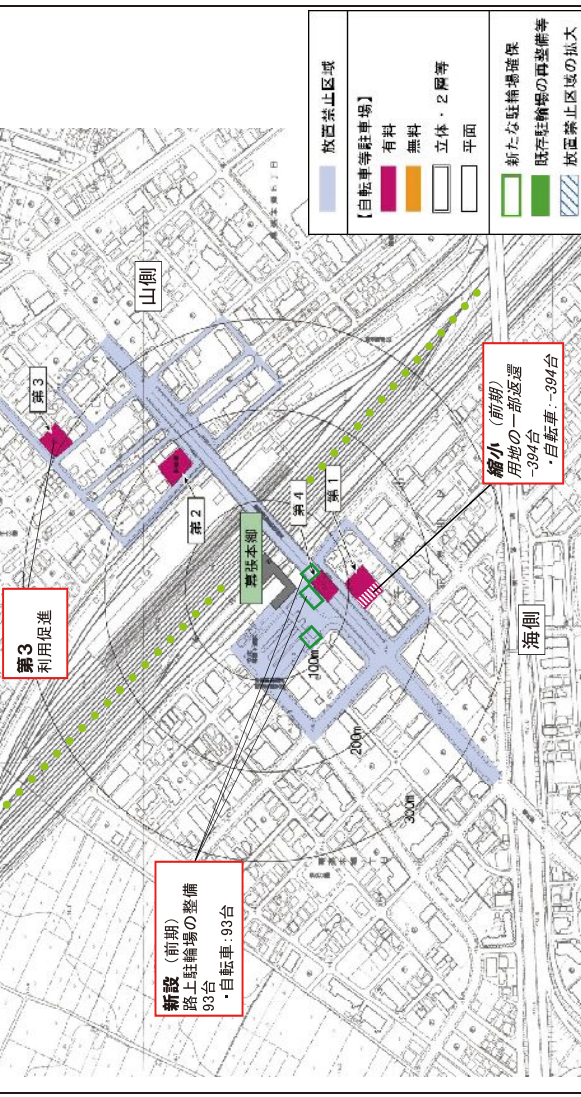 第3
利用促進
新設（前期）
路上駐輪場の整備
93台
・自転車：93台
縮小（前期）
用地の一部返還
-394台
・自転車：-394台
山側
海側
幕張本郷
第３
第２
第４
第１
100m
200m
300m
放置禁止区域
【自転車等駐車場】
有料
無料
立体・２層等
平面
新たな駐輪場確保
既存駐輪場の再整備等
放置禁止区域の拡大